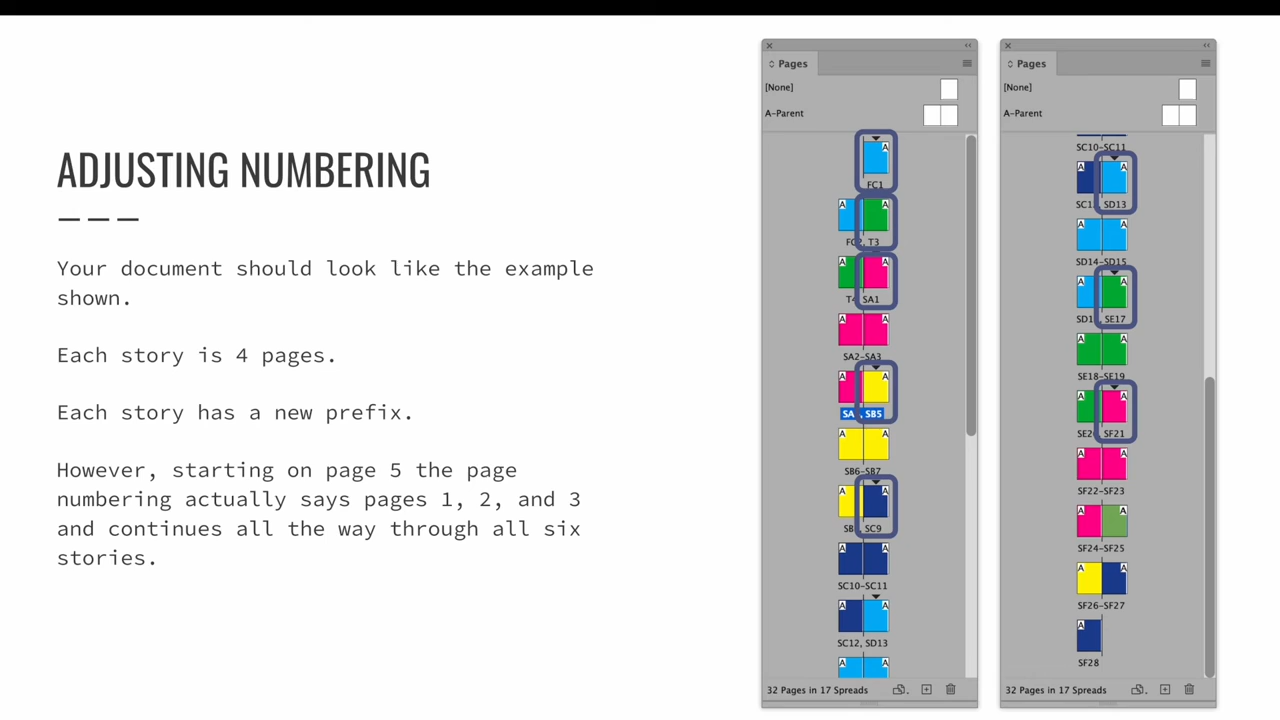 ADJUSTING NUMBERING
Your document should look like the example
shown.
Each story is 4 pages.
Each story has a new prefix.
However, starting on page 5 the page
numbering actually says pages 1, 2, and 3
and continues all the way through all six
stories.
Pages
[None]
A-Parent
A
FC1
A A
T3
A A
SA1
A A
SA2-SA3
A A
SB5
A A
SB6-SB7
A A
SC9
A A
SC10-SC11
A A
SC12, SD13
A A
32 Pages in 17 Spreads
Pages
[None]
A-Parent
SC10-SC11
A A
SD13
A A
SD14-SD15
A A
SE17
A A
SE18-SE19
A A
SF21
A A
SF22-SF23
A A
SF24-SF25
A A
SF26-SF27
A
SF28
32 Pages in 17 Spreads